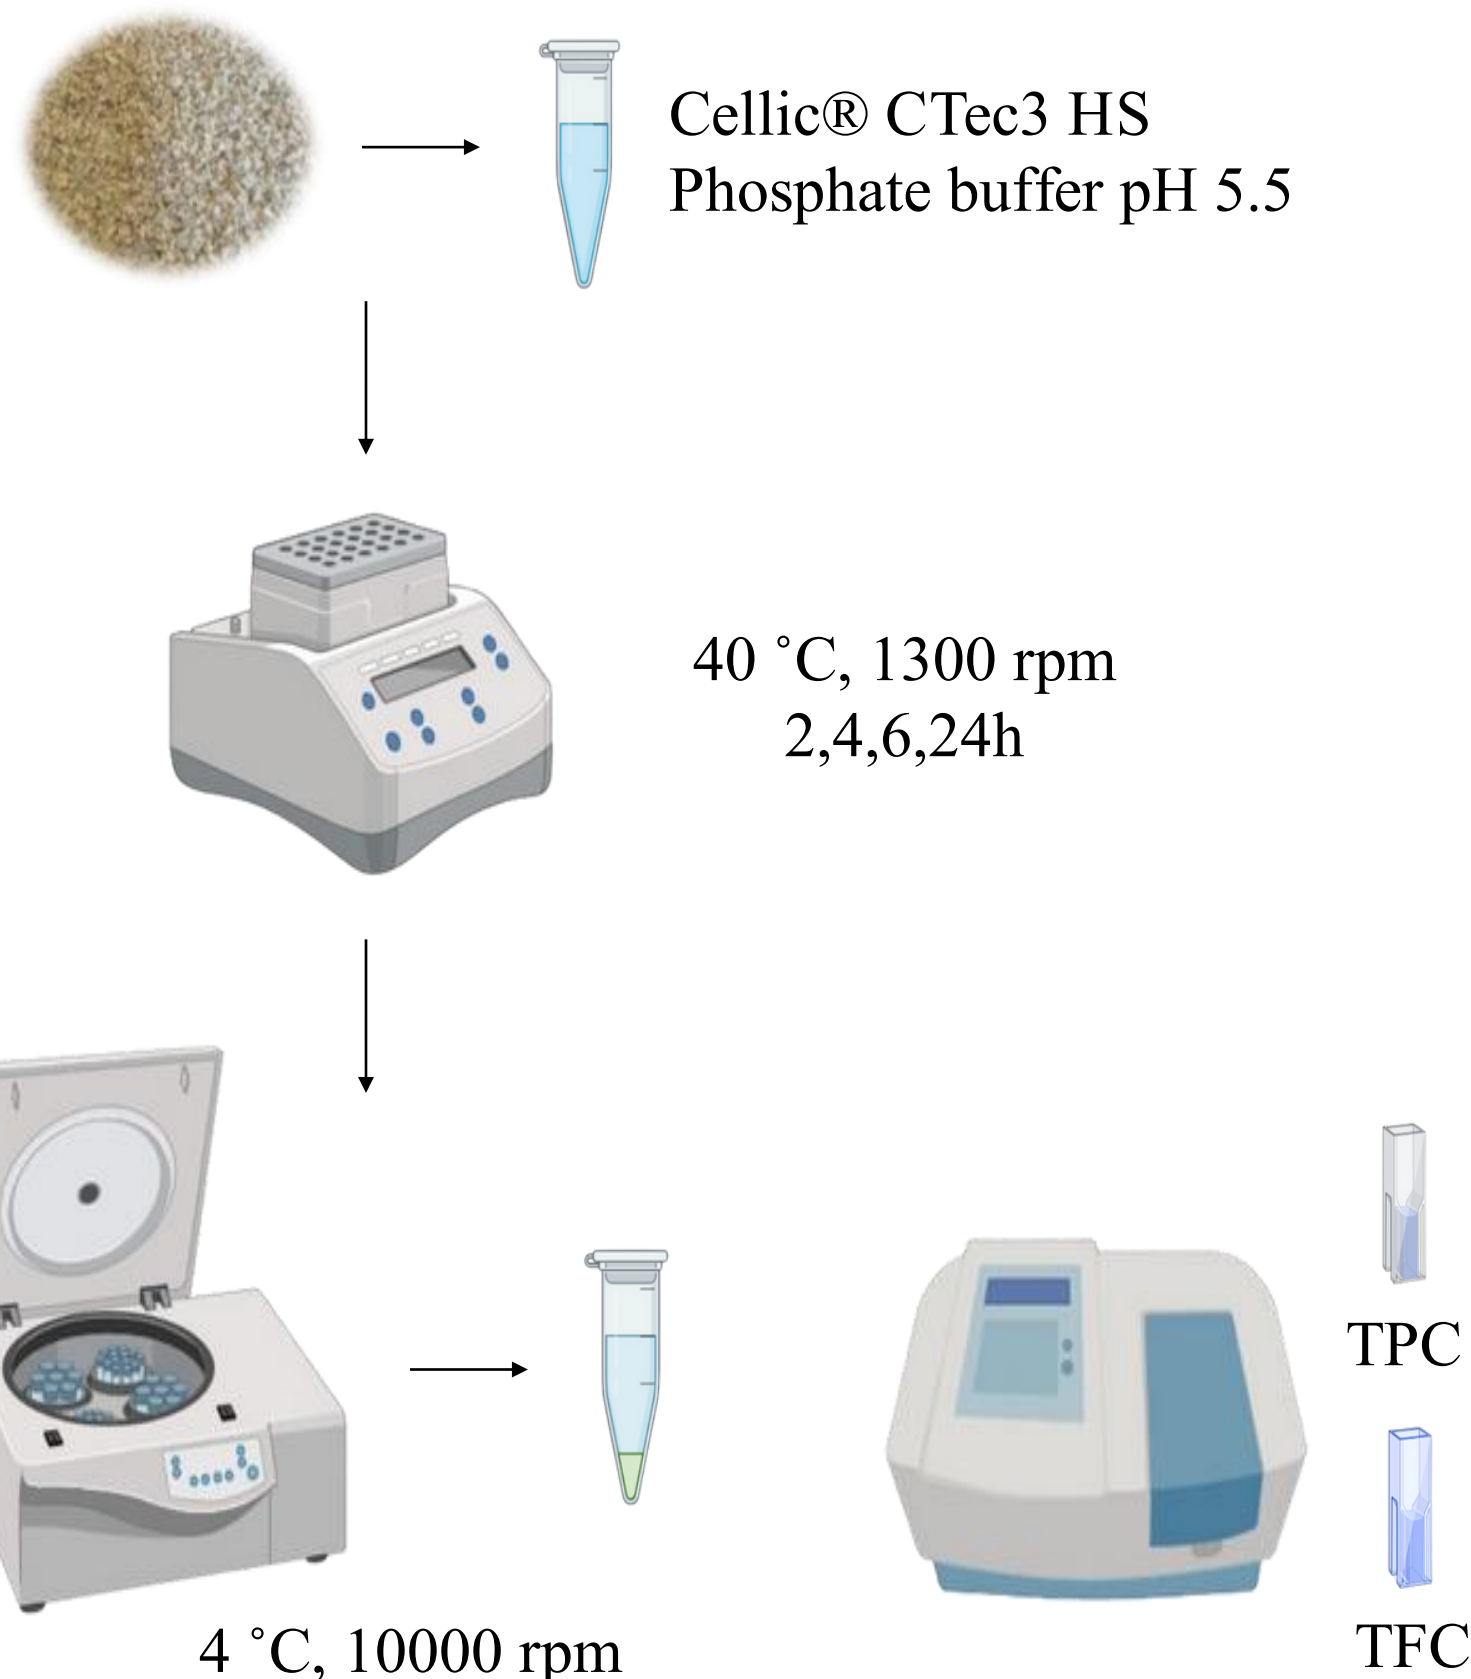 Cellic® CTec3 HS
Phosphate buffer pH 5.5
40 ˚C, 1300 rpm
2,4,6,24h
TPC
TFC
4 ˚C, 10000 rpm